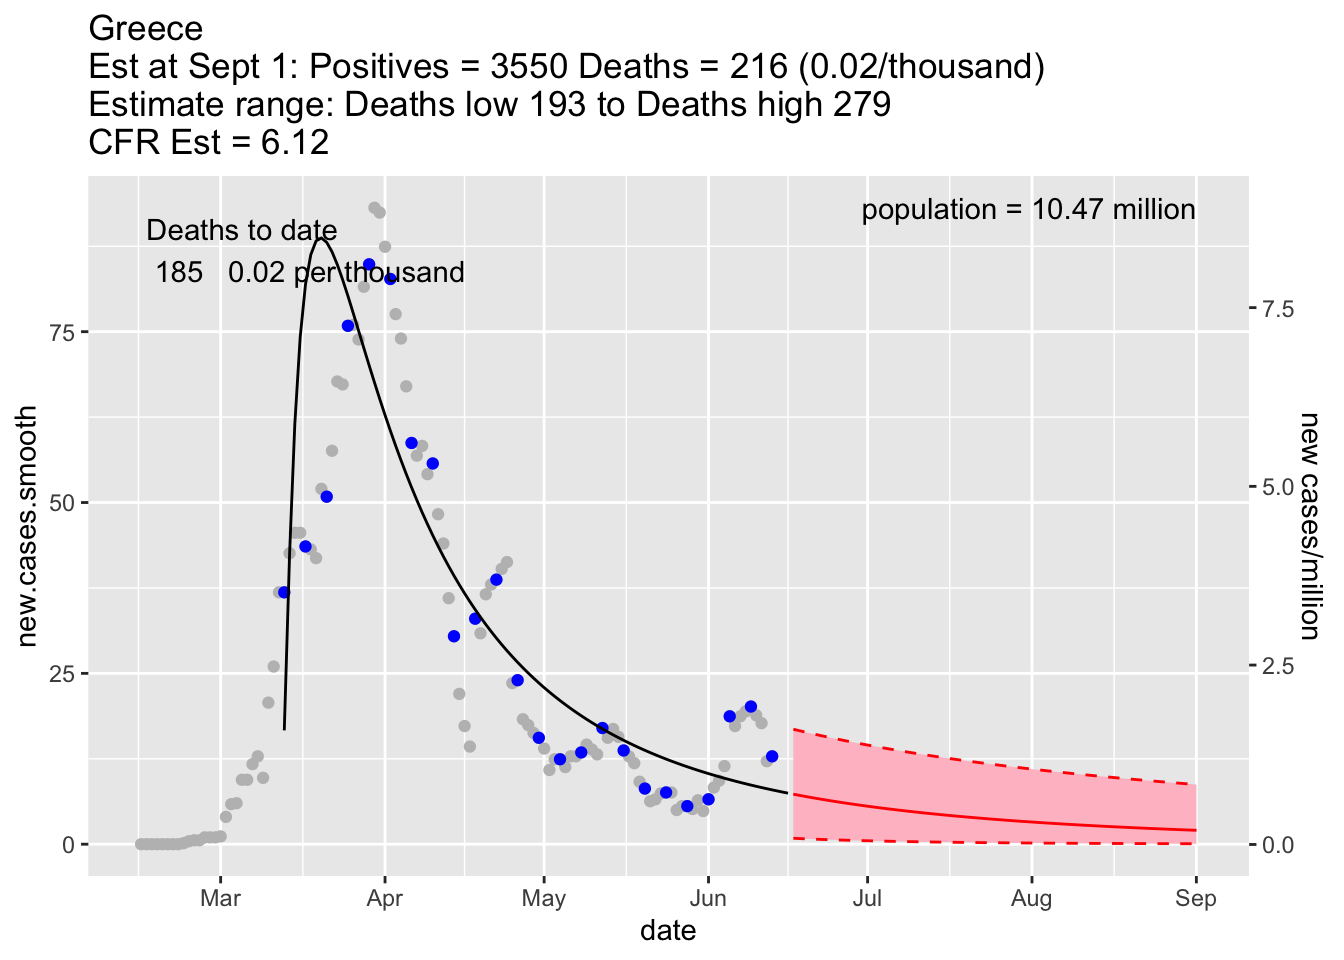 Greece
Est at Sept 1: Positives = 3550 Deaths = 216 (0.02/thousand)
Estimate range: Deaths low 193 to Deaths high 279
CFR Est = 6.12
population = 10.47 million
Deaths to date
185 0.02 per thousand
new.cases.smooth
75
50
25
0
7.5
5.0
2.5
0.0
new cases/million
Mar Apr May Jun Jul Aug Sep
date